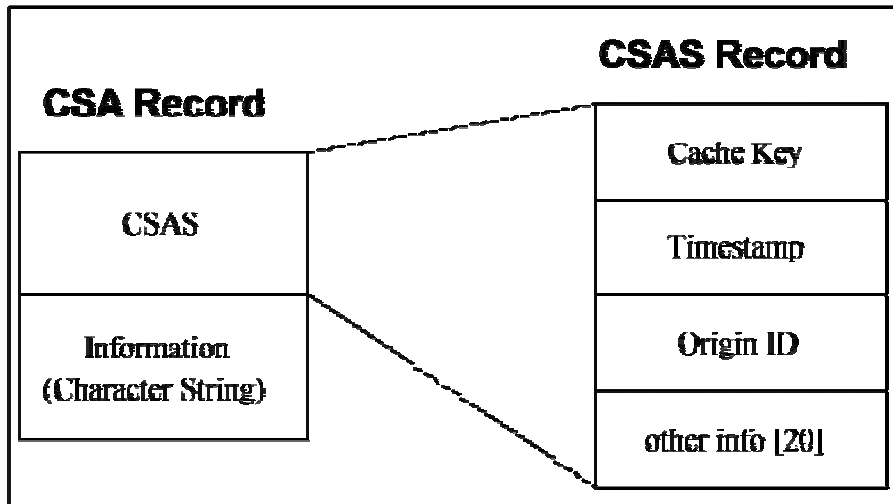 CSA Record
CSAS
Information
(Character String)
CSAS Record
Cache Key
Timestamp
Origin ID
other info [20]